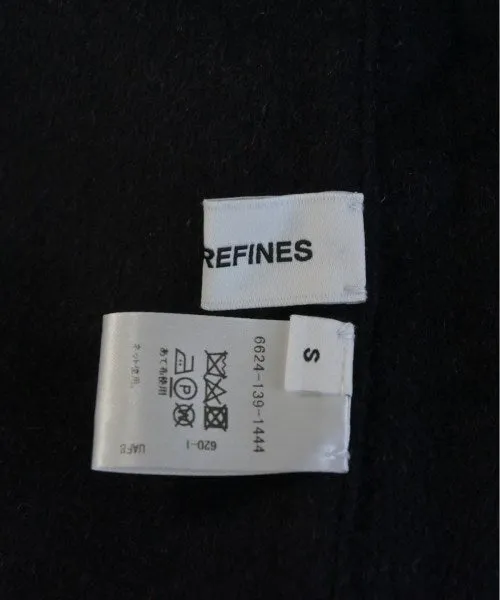 REFINES
S
6624-139-1444
620-1
あて布使用
ネット使用。
UAFB